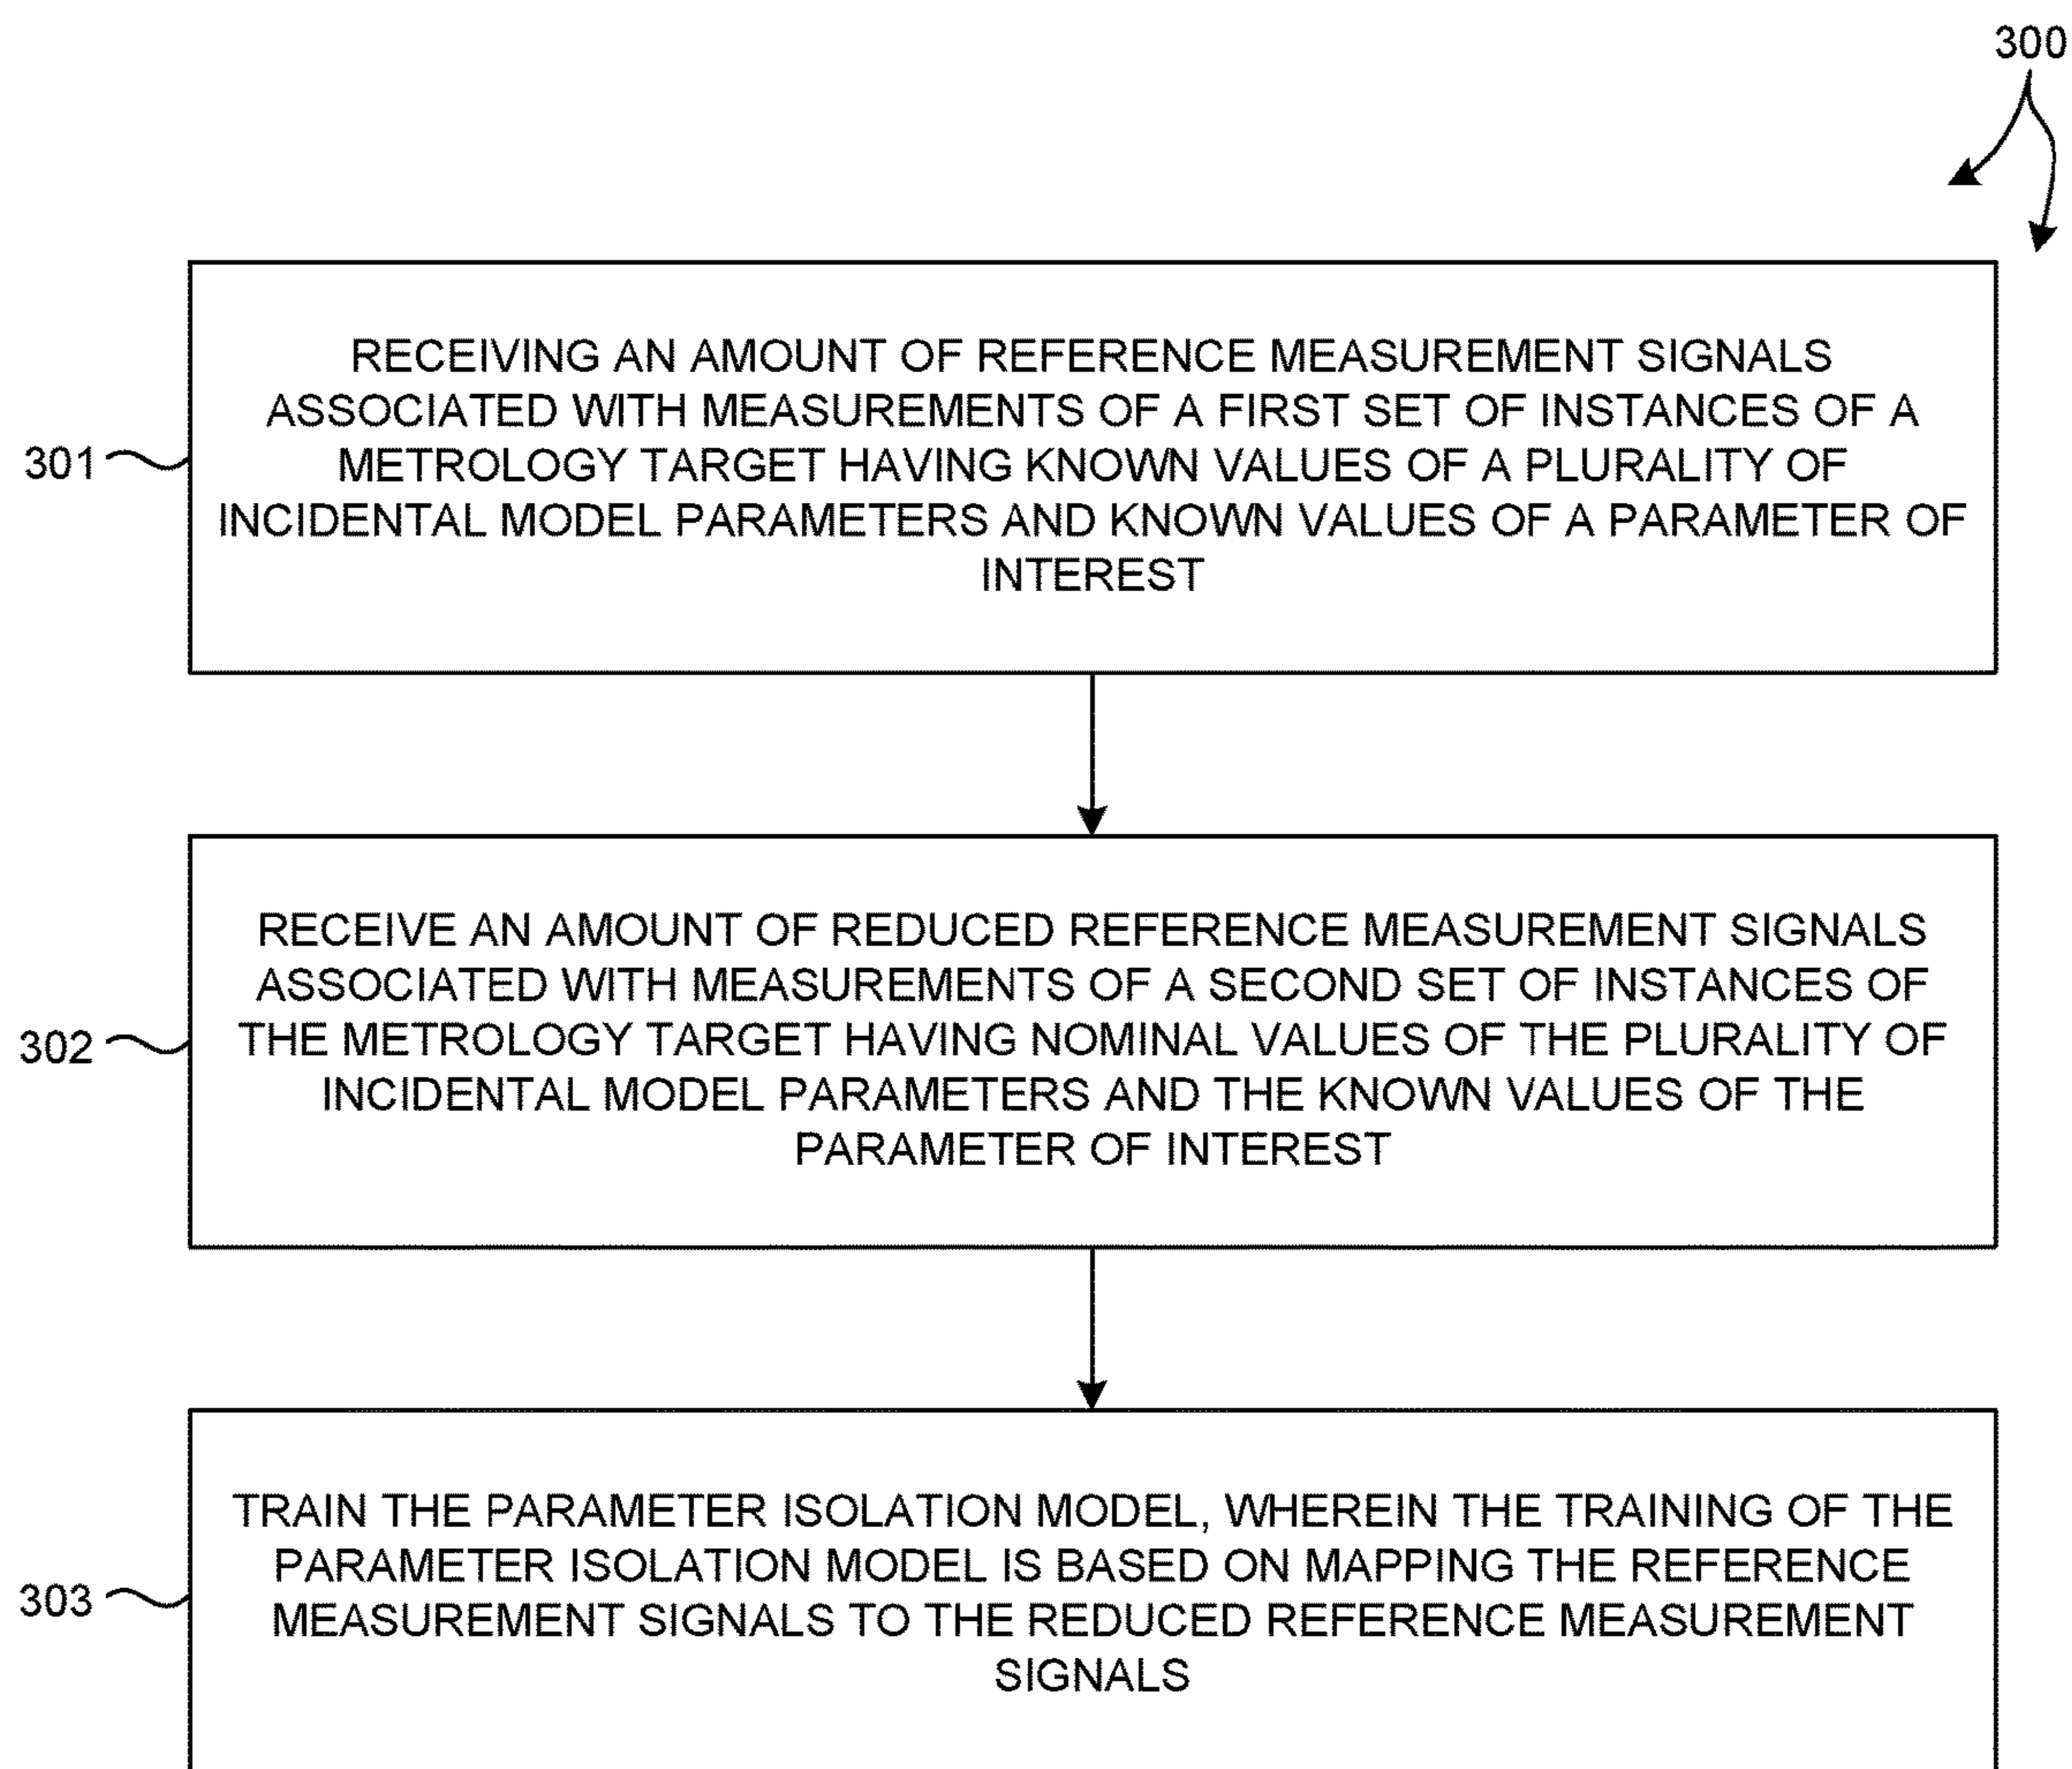 300
RECEIVING AN AMOUNT OF REFERENCE MEASUREMENT SIGNALS
ASSOCIATED WITH MEASUREMENTS OF A FIRST SET OF INSTANCES OF A
METROLOGY TARGET HAVING KNOWN VALUES OF A PLURALITY OF
INCIDENTAL MODEL PARAMETERS AND KNOWN VALUES OF A PARAMETER OF
INTEREST
301
RECEIVE AN AMOUNT OF REDUCED REFERENCE MEASUREMENT SIGNALS
ASSOCIATED WITH MEASUREMENTS OF A SECOND SET OF INSTANCES OF
THE METROLOGY TARGET HAVING NOMINAL VALUES OF THE PLURALITY OF
INCIDENTAL MODEL PARAMETERS AND THE KNOWN VALUES OF THE
PARAMETER OF INTEREST
302
TRAIN THE PARAMETER ISOLATION MODEL, WHEREIN THE TRAINING OF THE
PARAMETER ISOLATION MODEL IS BASED ON MAPPING THE REFERENCE
MEASUREMENT SIGNALS TO THE REDUCED REFERENCE MEASUREMENT
SIGNALS
303